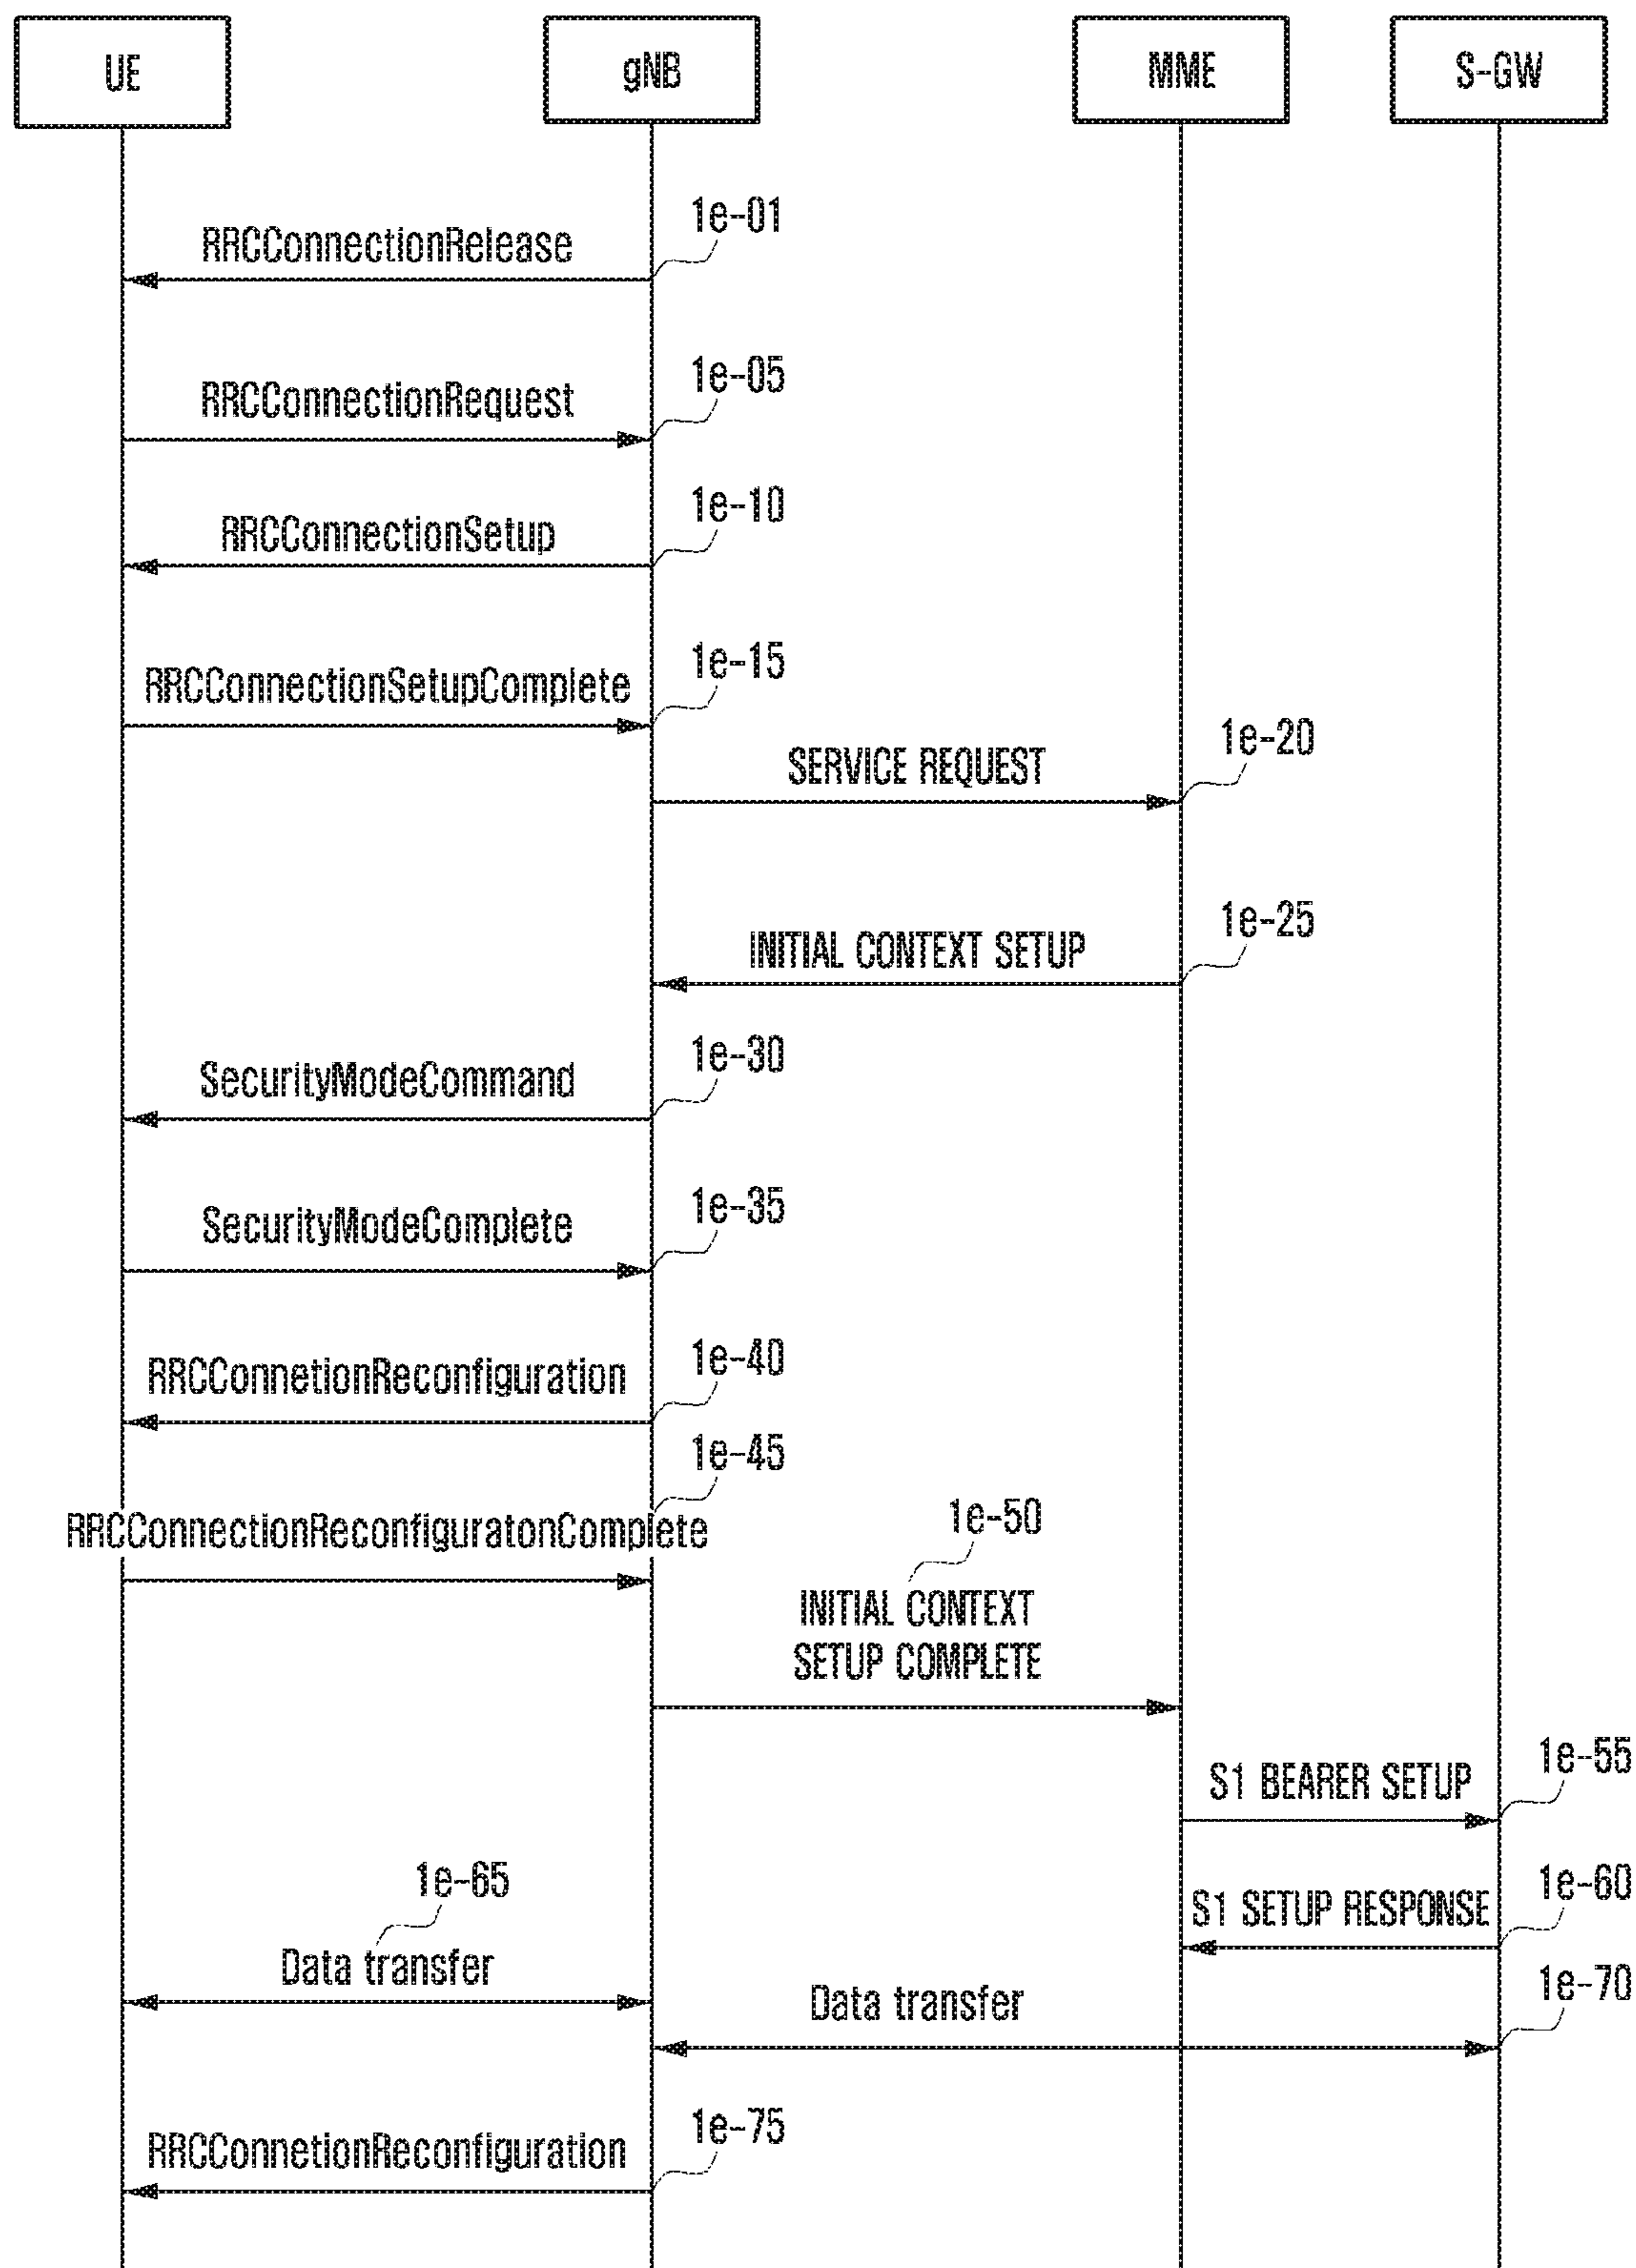 UE
gNB
MME
S-GW
1e-01
RRCConnectionRelease
1e-05
RRCConnectionRequest
1e-10
RRCConnectionSetup
1e-15
RRCConnectionSetupComplete
1e-20
SERVICE REQUEST
1e-25
INITIAL CONTEXT SETUP
1e-30
SecurityModeCommand
1e-35
SecurityModeComplete
1e-40
RRCConnetionReconfiguration
1e-45
RRCConnectionReconfiguratonComplete
1e-50
INITIAL CONTEXT
SETUP COMPLETE
1e-55
S1 BEARER SETUP
1e-60
S1 SETUP RESPONSE
1e-65
Data transfer
1e-70
Data transfer
1e-75
RRCConnetionReconfiguration